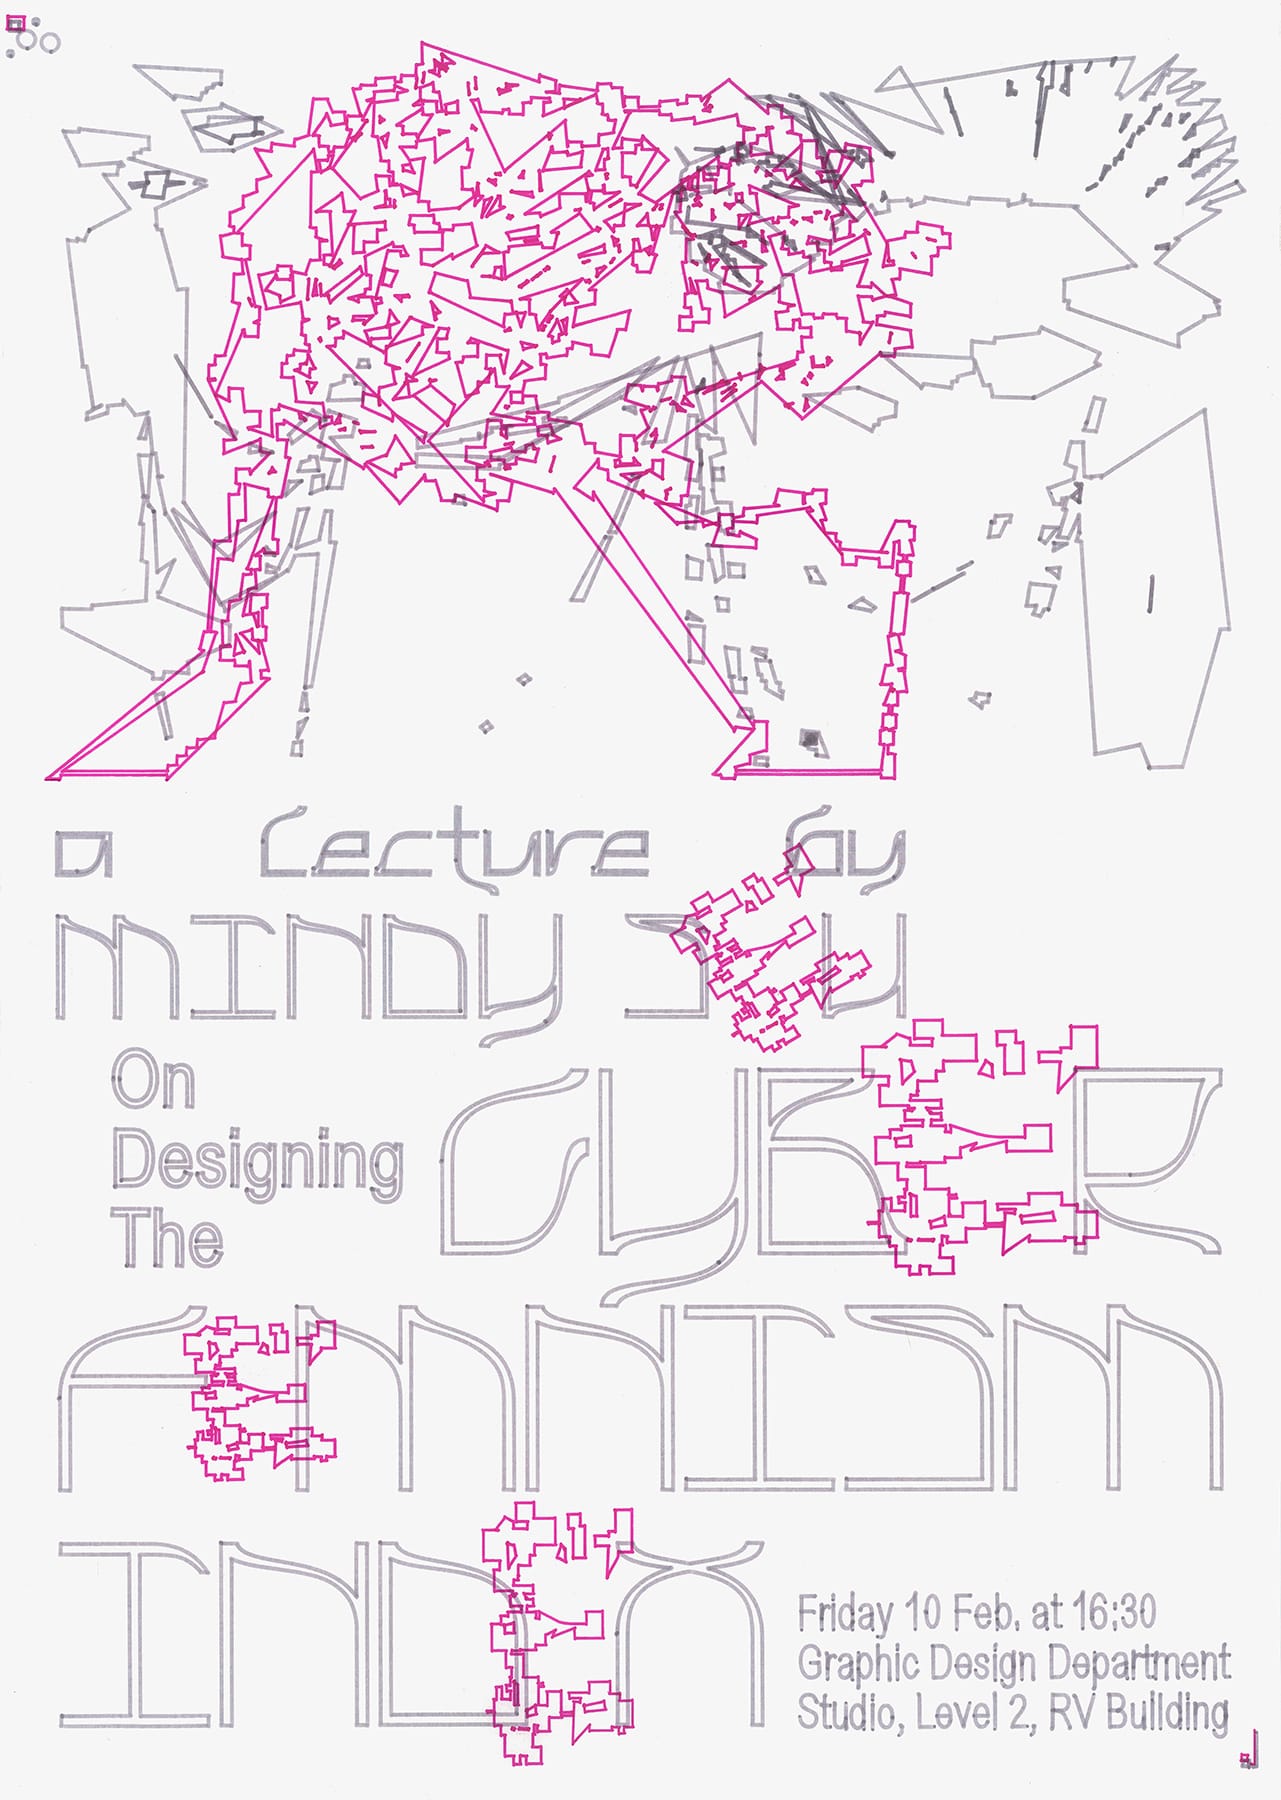 a Lecture by
MINDY SEU
On
Designing
The
CYBER
FEMNISM
INDEX
Friday 10 Feb. at 16:30
Graphic Design Department
Studio, Level 2, RV Building